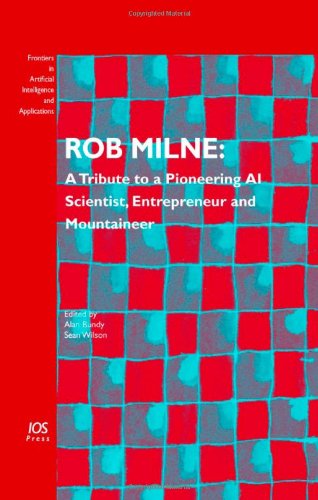 Frontiers in
Artificial
Intelligence and
Applications
ROB MILNE:
A Tribute to a Pioneering AI
Scientist, Entrepreneur and
Mountaineer
Edited by
Alan Bundy
Sean Wilson
IOS
Press